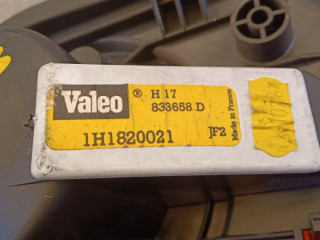 Valeo ® H 17
833658 D
1H1820021 JF2
Made in France